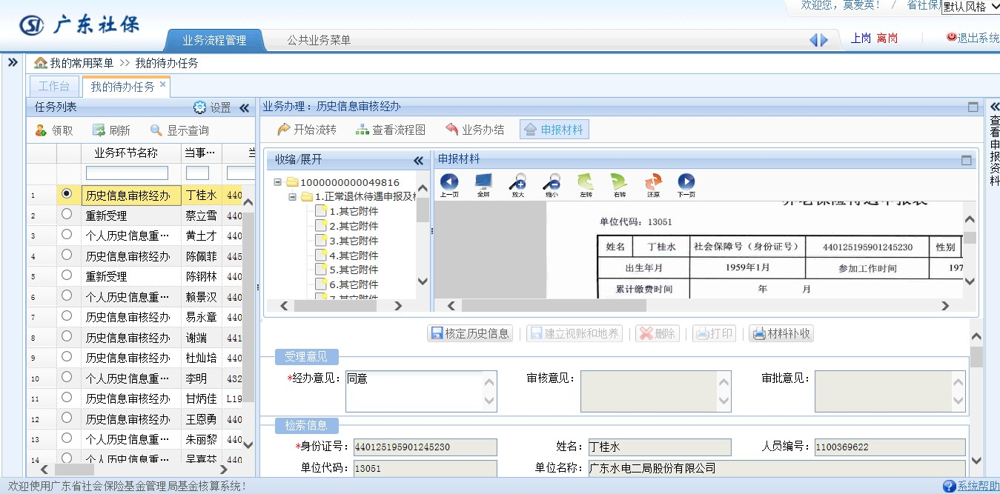 欢迎您，莫爱英！ / 省社保 默认风格
广东社保
业务流程管理 公共业务菜单 上岗 离岗 退出系统
我的常用菜单 >> 我的待办任务
工作台 我的待办任务 ×
任务列表 设置 «
业务办理：历史信息审核经办
领取 刷新 显示查询
开始流转 查看流程图 业务办结 申报材料
业务环节名称 当事…
1 历史信息审核经办 丁桂水 440
2 重新受理 蔡立雪 440
3 个人历史信息重… 黄土才 440
4 历史信息审核经办 陈佩菲 445
5 重新受理 陈钢林 440
6 个人历史信息重… 赖景汉 440
7 历史信息审核经办 易永章 440
8 历史信息审核经办 谢端 441
9 历史信息审核经办 杜灿培 440
10 个人历史信息重… 李明 432
11 历史信息审核经办 甘炳佳 L19
12 历史信息审核经办 王恩勇 440
13 个人历史信息重… 朱丽黎 440
14 个人历史信息重… 440
收缩/展开 «
1000000000049816
1.正常退休待遇申报及
1.其它附件
2.其它附件
3.其它附件
4.其它附件
5.其它附件
6.其它附件
7.其它附件
申报材料
上一页 全屏 放大 缩小 左转 右转 还原 下一页
养老保险待遇申报表
单位代码：13051
姓名 丁桂水 社会保障号（身份证号） 440125195901245230 性别
出生年月 1959年1月 参加工作时间 197
累计缴费时间 年 月
核定历史信息 建立视账和地养 删除 打印 材料补收
受理意见
*经办意见： 同意 审核意见： 审批意见：
检索信息
*身份证号： 440125195901245230 姓名： 丁桂水 人员编号： 1100369622
单位代码： 13051 单位名称： 广东水电二局股份有限公司
« 查看申报资料
欢迎使用广东省社会保险基金管理局基金核算系统！ 系统帮助